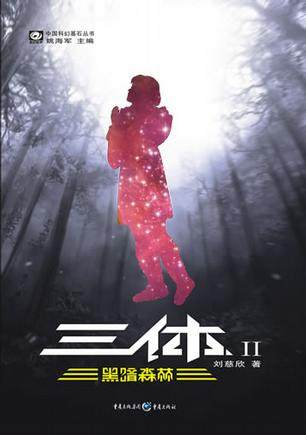 中国科幻基石丛书
姚海军 主编
三体 II
黑暗森林
刘慈欣 著
重庆出版集团 重庆出版社